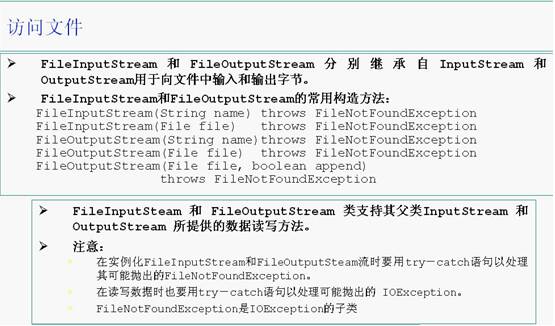 访问文件
➢ FileInputStream 和 FileOutputStream 分别继承自 InputStream 和
OutputStream用于向文件中输入和输出字节。
➢ FileInputStream和FileOutputStream的常用构造方法：
FileInputStream(String name) throws FileNotFoundException
FileInputStream(File file) throws FileNotFoundException
FileOutputStream(String name)throws FileNotFoundException
FileOutputStream(File file) throws FileNotFoundException
FileOutputStream(File file, boolean append)
throws FileNotFoundException
➢ FileInputSteam 和 FileOutputStream 类支持其父类InputStream 和
OutputStream 所提供的数据读写方法。
➢ 注意：
在实例化FileInputStream和FileOutputSteam流时要用try－catch语句以处理
其可能抛出的FileNotFoundException。
在读写数据时也要用try－catch语句以处理可能抛出的 IOException。
FileNotFoundException是IOException的子类